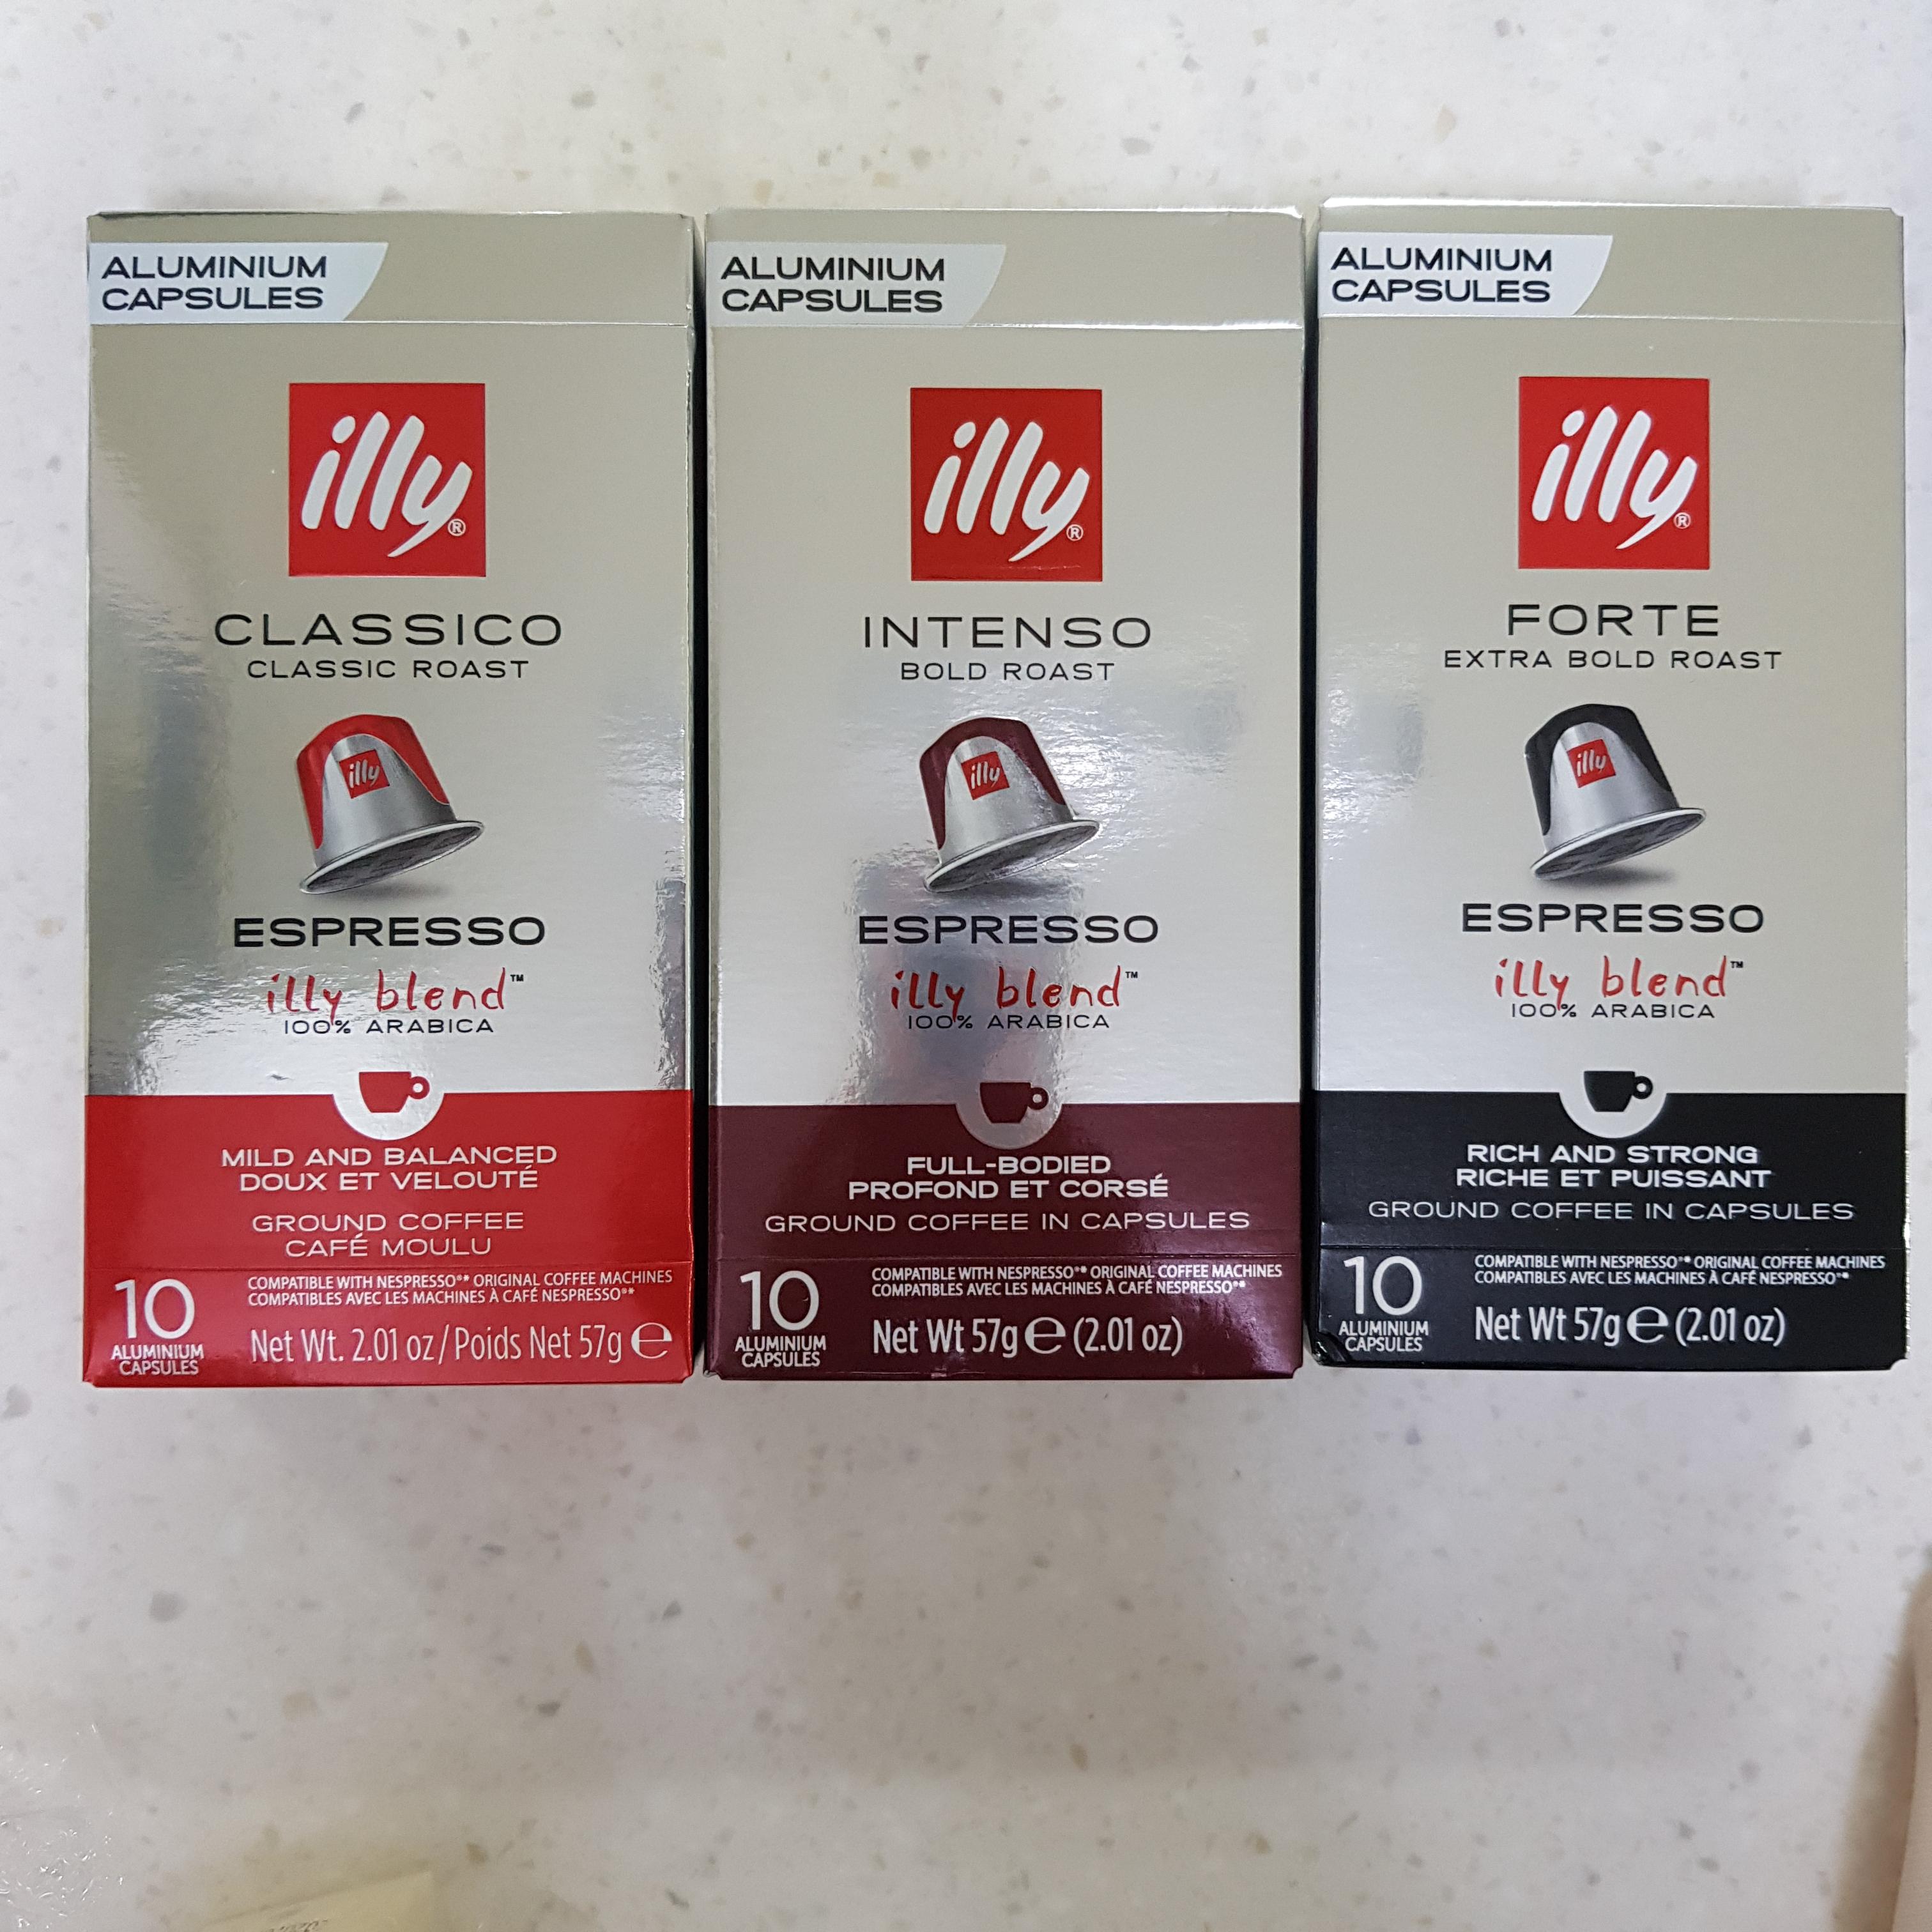 ALUMINIUM
CAPSULES
illy®
CLASSICO
CLASSIC ROAST
illy
ESPRESSO
illy blend™
100% ARABICA
MILD AND BALANCED
DOUX ET VELOUTÉ
GROUND COFFEE
CAFÉ MOULU
10
ALUMINIUM
CAPSULES
COMPATIBLE WITH NESPRESSO®* ORIGINAL COFFEE MACHINES
COMPATIBLES AVEC LES MACHINES À CAFÉ NESPRESSO®*
Net Wt. 2.01 oz / Poids Net 57g ℮
ALUMINIUM
CAPSULES
illy®
INTENSO
BOLD ROAST
illy
ESPRESSO
illy blend™
100% ARABICA
FULL-BODIED
PROFOND ET CORSÉ
GROUND COFFEE IN CAPSULES
10
ALUMINIUM
CAPSULES
COMPATIBLE WITH NESPRESSO®* ORIGINAL COFFEE MACHINES
COMPATIBLES AVEC LES MACHINES À CAFÉ NESPRESSO®*
Net Wt 57g ℮ (2.01 oz)
ALUMINIUM
CAPSULES
illy®
FORTE
EXTRA BOLD ROAST
illy
ESPRESSO
illy blend™
100% ARABICA
RICH AND STRONG
RICHE ET PUISSANT
GROUND COFFEE IN CAPSULES
10
ALUMINIUM
CAPSULES
COMPATIBLE WITH NESPRESSO®* ORIGINAL COFFEE MACHINES
COMPATIBLES AVEC LES MACHINES À CAFÉ NESPRESSO®*
Net Wt 57g ℮ (2.01 oz)